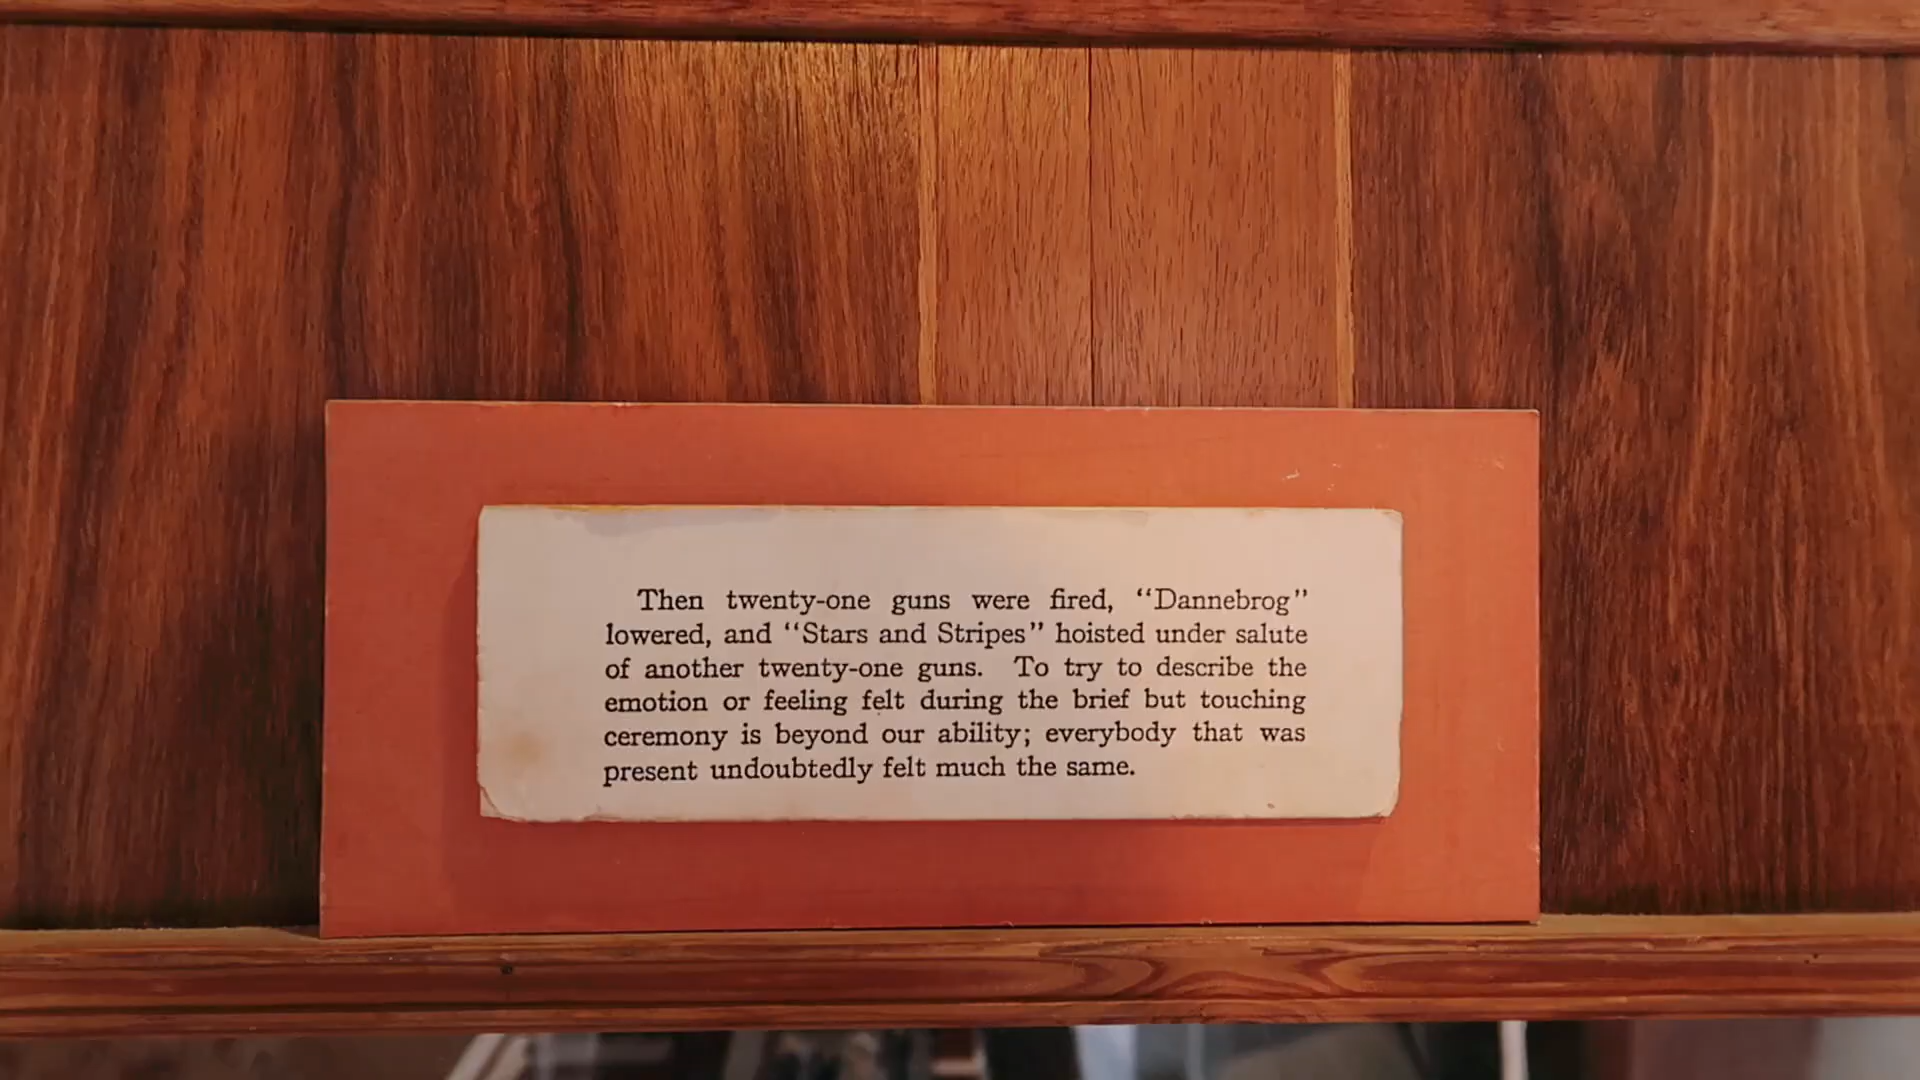 Then twenty-one guns were fired, “Dannebrog”
lowered, and “Stars and Stripes” hoisted under salute
of another twenty-one guns. To try to describe the
emotion or feeling felt during the brief but touching
ceremony is beyond our ability; everybody that was
present undoubtedly felt much the same.